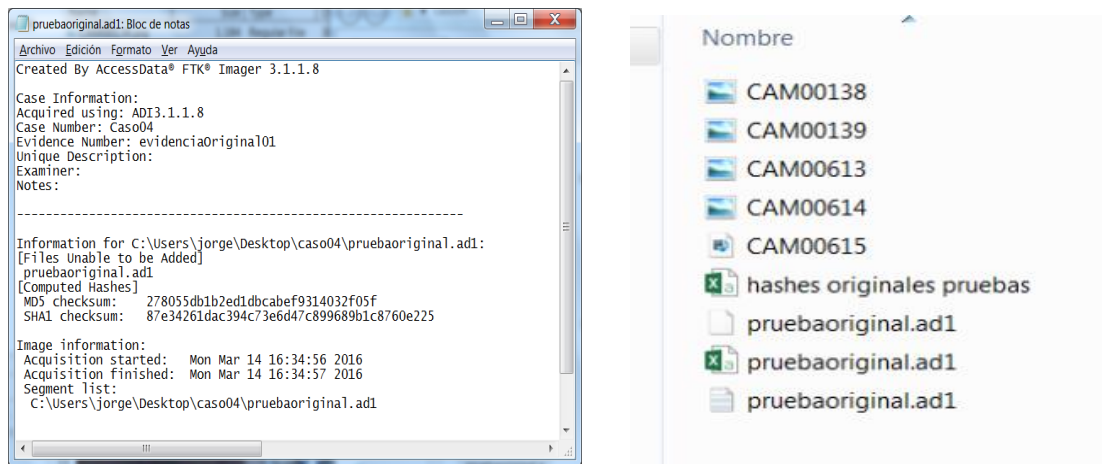 pruebaoriginal.ad1: Bloc de notas
Archivo Edición Formato Ver Ayuda
Created By AccessData® FTK® Imager 3.1.1.8
Case Information:
Acquired using: ADI3.1.1.8
Case Number: Caso04
Evidence Number: evidenciaOriginal01
Unique Description:
Examiner:
Notes:
--------------------------------------------------------------
Information for C:\Users\jorge\Desktop\caso04\pruebaoriginal.ad1:
[Files Unable to be Added]
pruebaoriginal.ad1
[Computed Hashes]
MD5 checksum: 278055db1b2ed1dbcabef9314032f05f
SHA1 checksum: 87e34261dac394c73e6d47c899689b1c8760e225
Image information:
Acquisition started: Mon Mar 14 16:34:56 2016
Acquisition finished: Mon Mar 14 16:34:57 2016
Segment list:
C:\Users\jorge\Desktop\caso04\pruebaoriginal.ad1
Nombre
CAM00138
CAM00139
CAM00613
CAM00614
CAM00615
hashes originales pruebas
pruebaoriginal.ad1
pruebaoriginal.ad1
pruebaoriginal.ad1